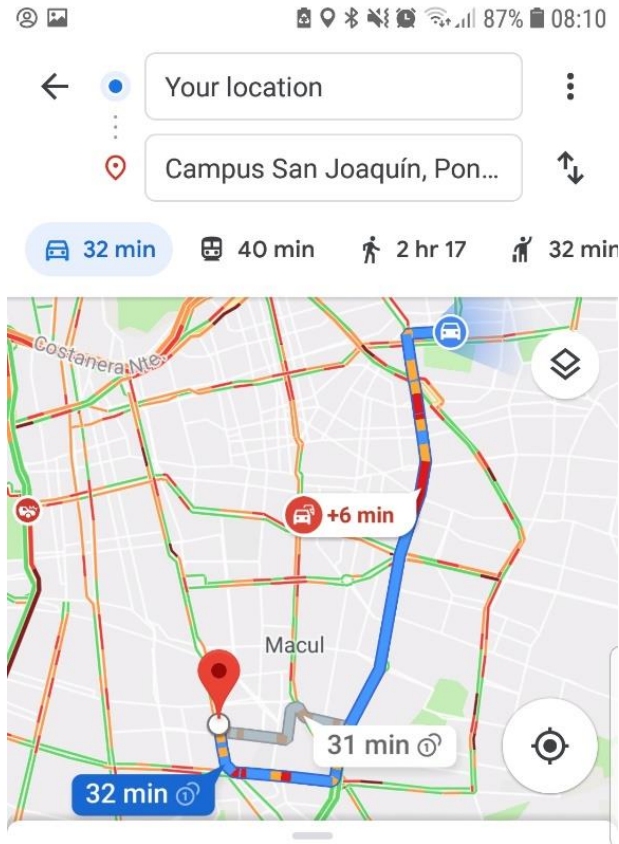 87% 08:10
Your location
Campus San Joaquín, Pon...
32 min 40 min 2 hr 17 32 min
Costanera Nte.
+6 min
Macul
31 min
32 min